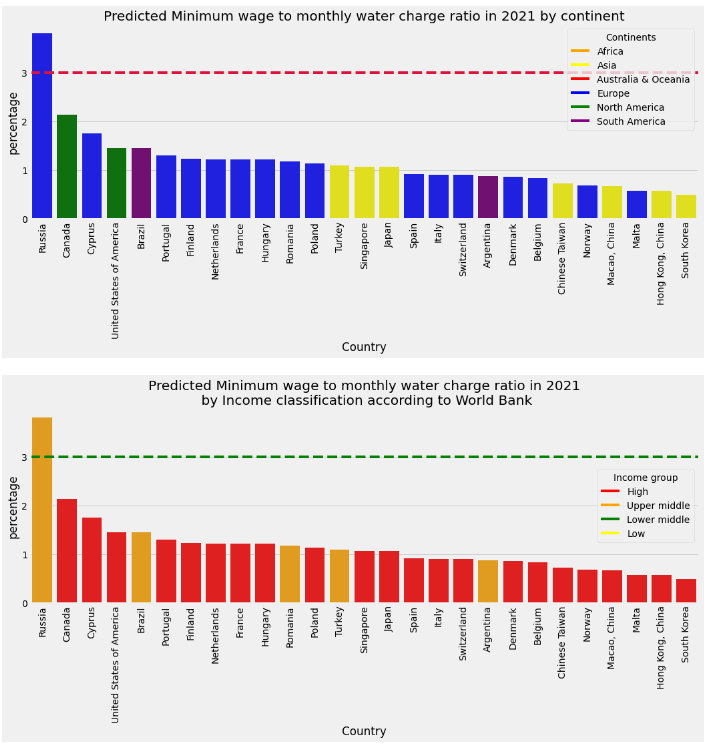 Predicted Minimum wage to monthly water charge ratio in 2021 by continent
Continents
Africa
Asia
Australia & Oceania
Europe
North America
South America
percentage
3
2
1
0
Russia
Canada
Cyprus
United States of America
Brazil
Portugal
Finland
Netherlands
France
Hungary
Romania
Poland
Turkey
Singapore
Japan
Spain
Italy
Switzerland
Argentina
Denmark
Belgium
Chinese Taiwan
Norway
Macao, China
Malta
Hong Kong, China
South Korea
Country
Predicted Minimum wage to monthly water charge ratio in 2021
by Income classification according to World Bank
Income group
High
Upper middle
Lower middle
Low
percentage
3
2
1
0
Russia
Canada
Cyprus
United States of America
Brazil
Portugal
Finland
Netherlands
France
Hungary
Romania
Poland
Turkey
Singapore
Japan
Spain
Italy
Switzerland
Argentina
Denmark
Belgium
Chinese Taiwan
Norway
Macao, China
Malta
Hong Kong, China
South Korea
Country